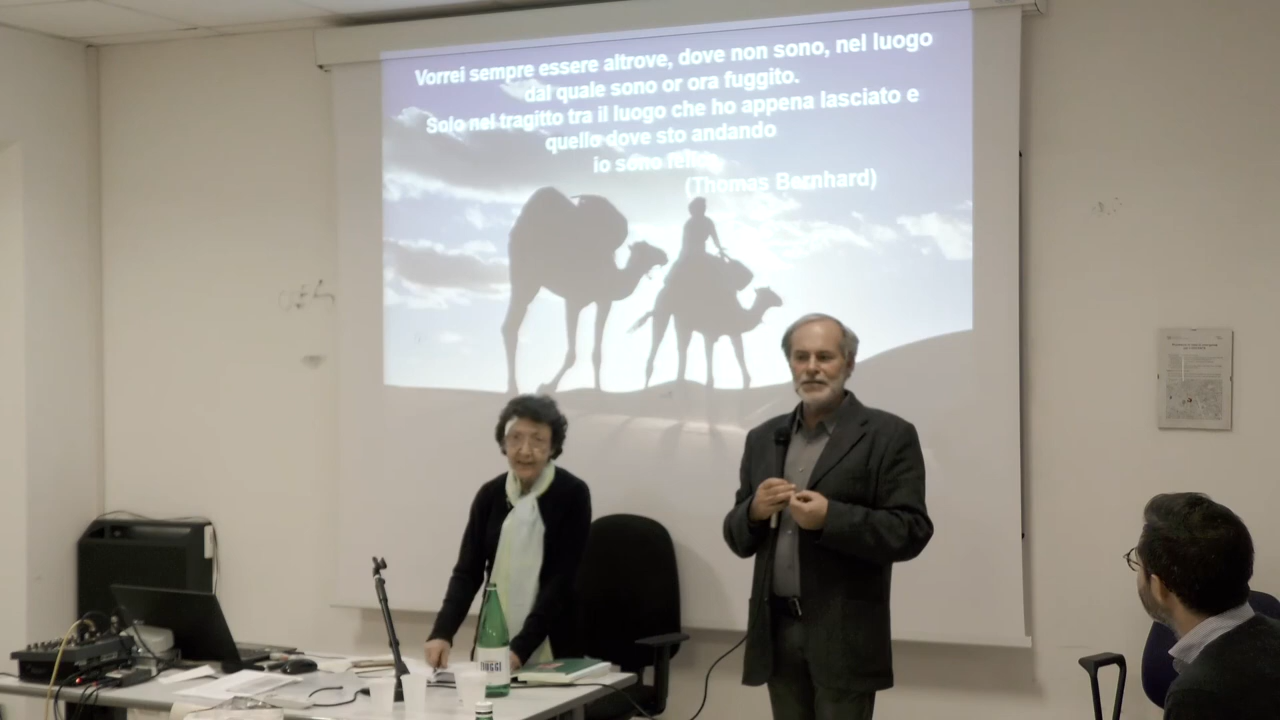 Vorrei sempre essere altrove, dove non sono, nel luogo
dal quale sono or ora fuggito.
Solo nel tragitto tra il luogo che ho appena lasciato e
quello dove sto andando
io sono
(Thomas Bernhard)